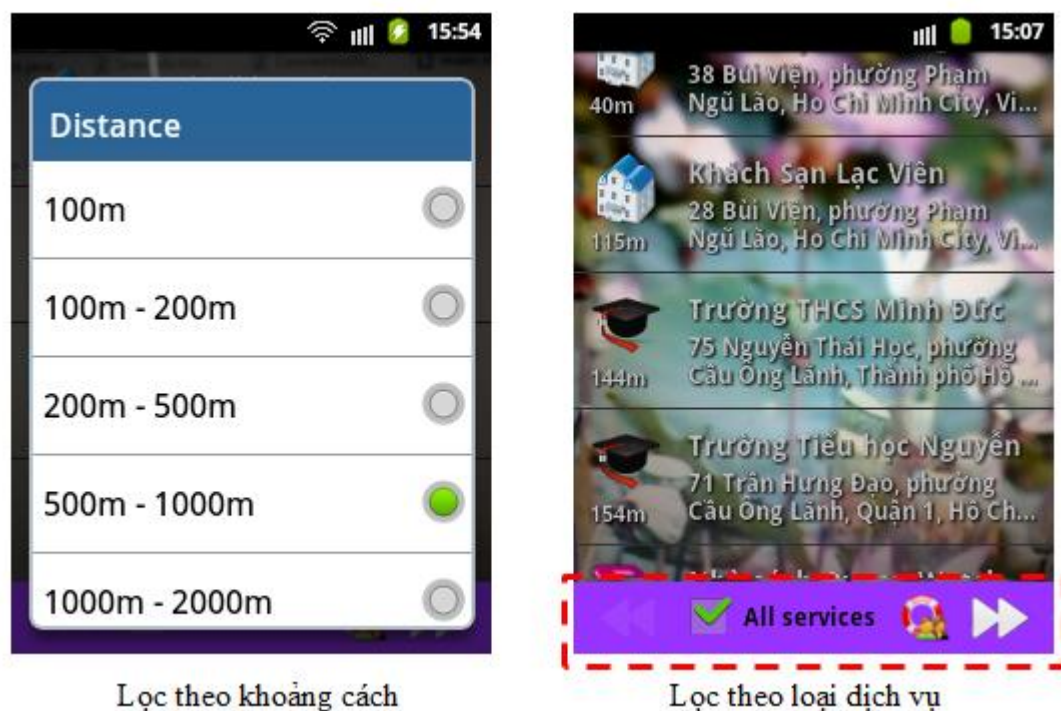 15:54
Distance
100m
100m - 200m
200m - 500m
500m - 1000m
1000m - 2000m
15:07
38 Bùi Viện, phường Phạm
40m
Ngũ Lão, Ho Chi Minh City, Vi...
Khách Sạn Lạc Viên
28 Bùi Viện, phường Phạm
115m
Ngũ Lão, Ho Chi Minh City, Vi...
Trường THCS Minh Đức
75 Nguyễn Thái Học, phường
144m
Cầu Ông Lãnh, Thành phố Hồ ...
Trường Tiểu học Nguyễn
71 Trần Hưng Đạo, phường
154m
Cầu Ông Lãnh, Quận 1, Hồ Ch...
All services
Lọc theo khoảng cách
Lọc theo loại dịch vụ